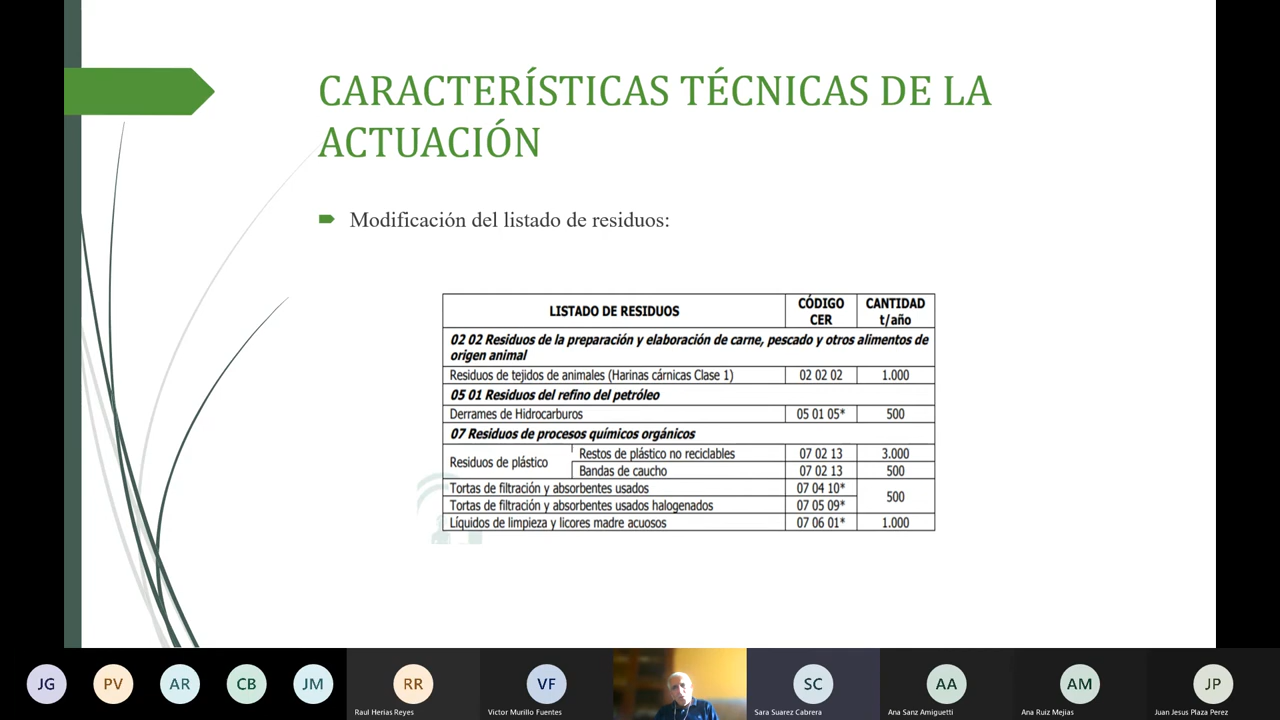 CARACTERÍSTICAS TÉCNICAS DE LA
ACTUACIÓN
Modificación del listado de residuos:
LISTADO DE RESIDUOS
CÓDIGO
CER
CANTIDAD
t/año
02 02 Residuos de la preparación y elaboración de carne, pescado y otros alimentos de
origen animal
Residuos de tejidos de animales (Harinas cárnicas Clase 1) 02 02 02 1.000
05 01 Residuos del refino del petróleo
Derrames de Hidrocarburos 05 01 05* 500
07 Residuos de procesos químicos orgánicos
Residuos de plástico
Restos de plástico no reciclables 07 02 13 3.000
Bandas de caucho 07 02 13 500
Tortas de filtración y absorbentes usados 07 04 10*
500
Tortas de filtración y absorbentes usados halogenados 07 05 09*
Líquidos de limpieza y licores madre acuosos 07 06 01* 1.000
JG PV AR CB JM RR VF SC AA AM JP
Raul Herias Reyes
Victor Murillo Fuentes
Sara Suarez Cabrera
Ana Sanz Amiguetti
Ana Ruiz Mejias
Juan Jesus Plaza Perez